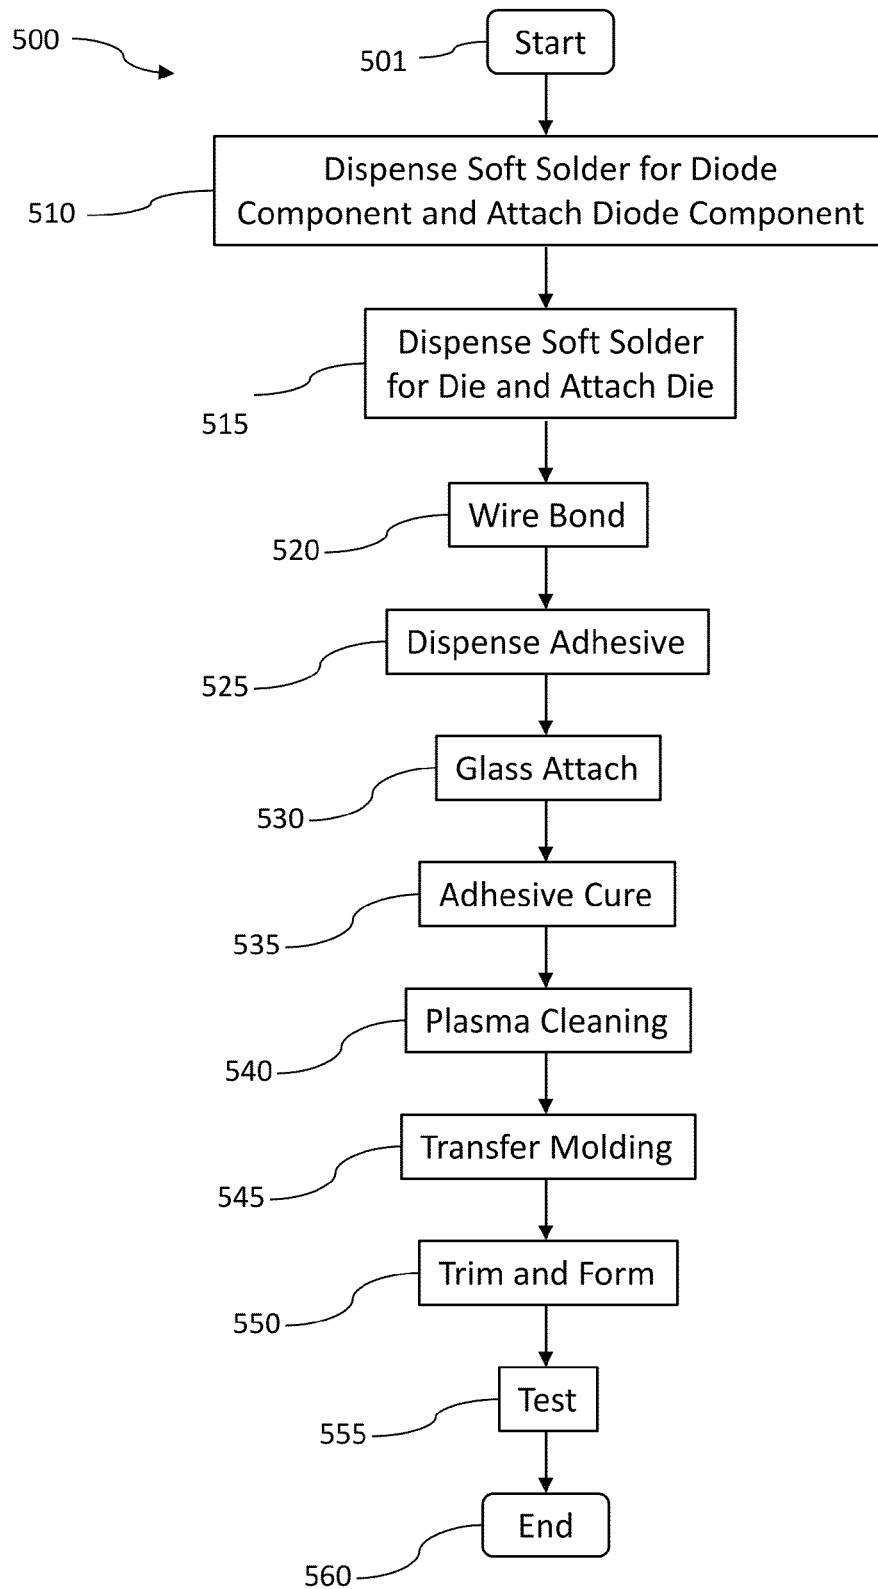 500
501
Start
Dispense Soft Solder for Diode
Component and Attach Diode Component
510
Dispense Soft Solder
for Die and Attach Die
515
Wire Bond
520
Dispense Adhesive
525
Glass Attach
530
Adhesive Cure
535
Plasma Cleaning
540
Transfer Molding
545
Trim and Form
550
Test
555
End
560